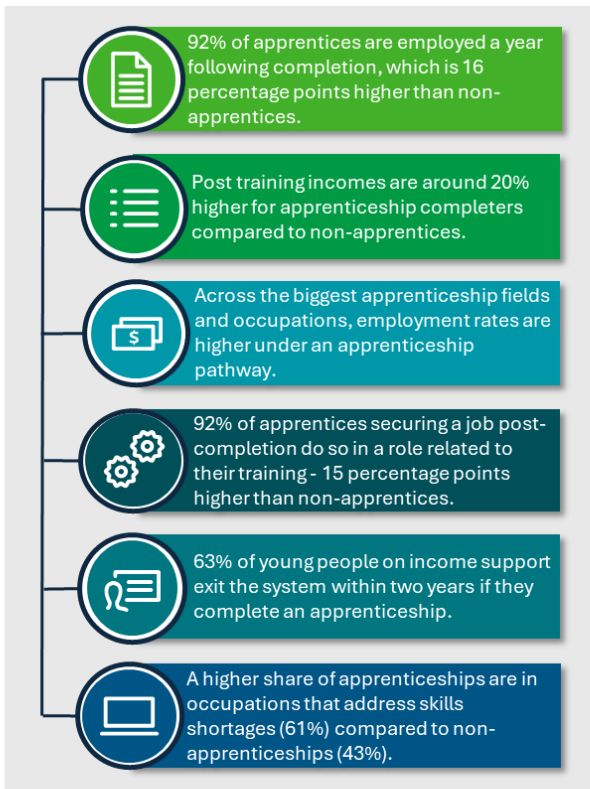 92% of apprentices are employed a year
following completion, which is 16
percentage points higher than non-
apprentices.
Post training incomes are around 20%
higher for apprenticeship completers
compared to non-apprentices.
$
Across the biggest apprenticeship fields
and occupations, employment rates are
higher under an apprenticeship
pathway.
92% of apprentices securing a job post-
completion do so in a role related to
their training - 15 percentage points
higher than non-apprentices.
63% of young people on income support
exit the system within two years if they
complete an apprenticeship.
A higher share of apprenticeships are in
occupations that address skills
shortages (61%) compared to non-
apprenticeships (43%).